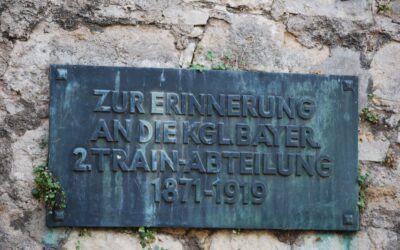 ZUR ERINNERUNG
AN DIE KGL.BAYER.
2.TRAIN-ABTEILUNG
1871-1919